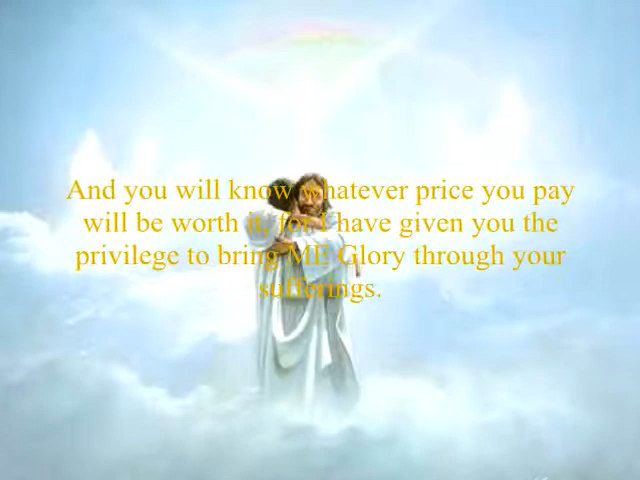 And you will know whatever price you pay
will be worth it, for I have given you the
privilege to bring ME Glory through your
sufferings.